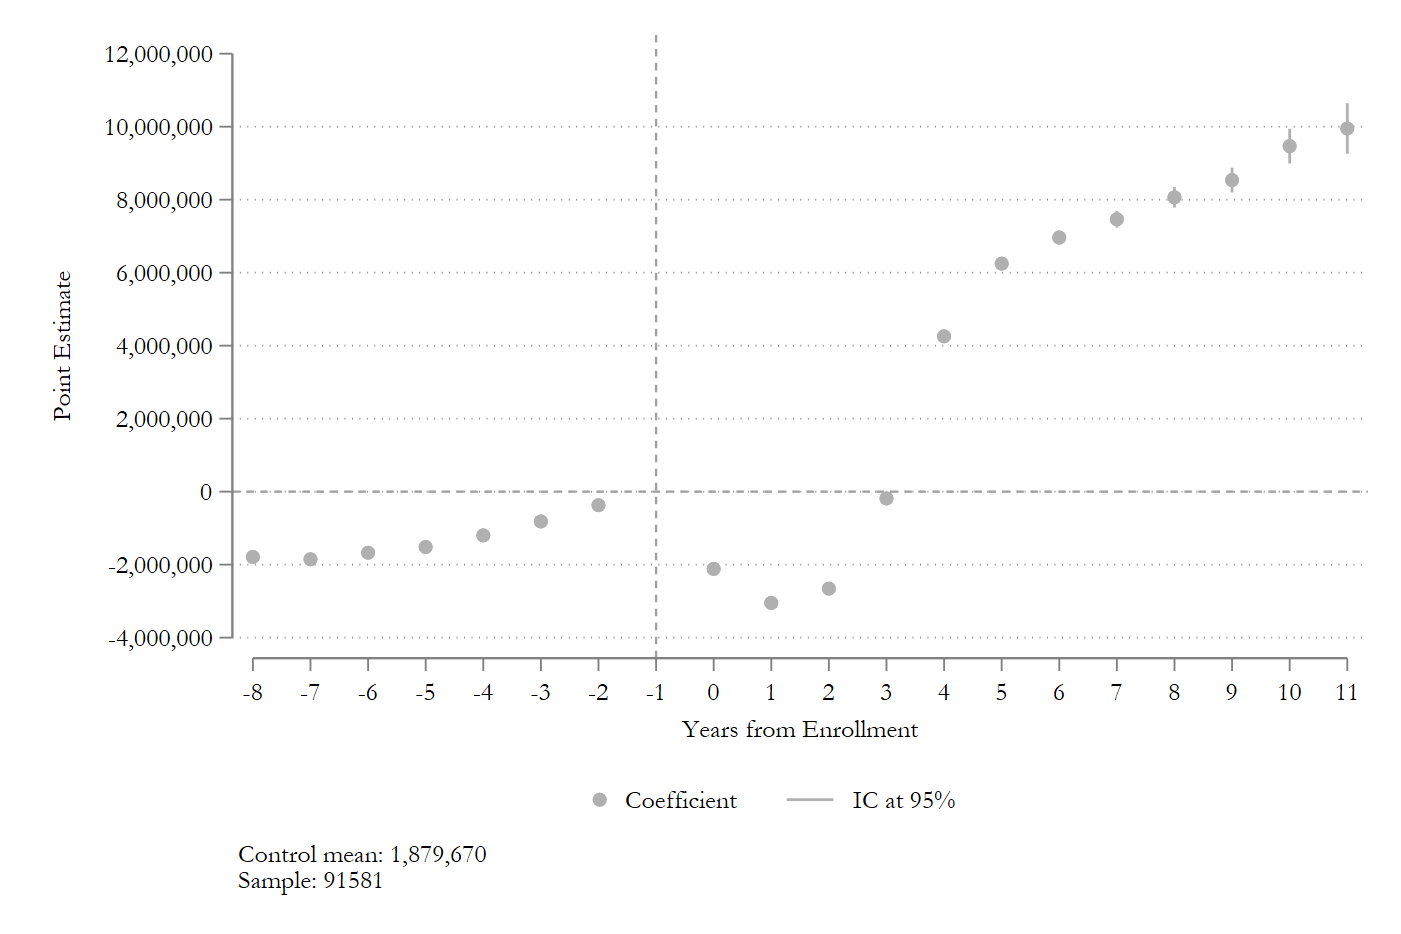 12,000,000
10,000,000
8,000,000
6,000,000
4,000,000
2,000,000
0
-2,000,000
-4,000,000
Point Estimate
-8 -7 -6 -5 -4 -3 -2 -1 0 1 2 3 4 5 6 7 8 9 10 11
Years from Enrollment
Coefficient IC at 95%
Control mean: 1,879,670
Sample: 91581